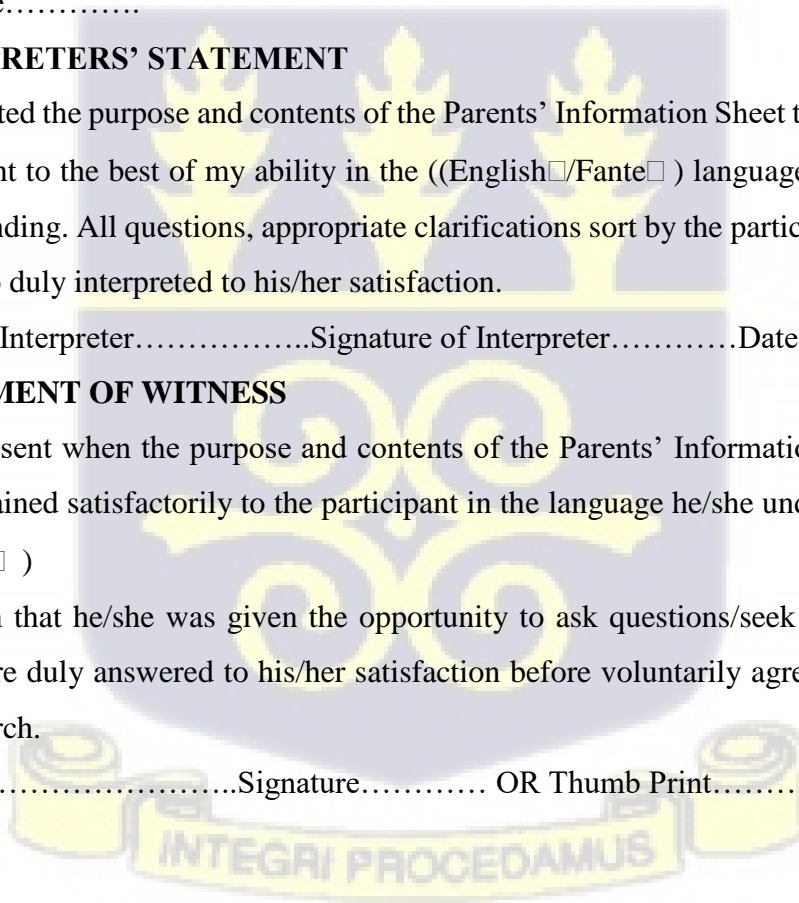 e………….
PRETERS’ STATEMENT
ted the purpose and contents of the Parents’ Information Sheet t
nt to the best of my ability in the ((English□/Fante□ ) language
nding. All questions, appropriate clarifications sort by the partic
o duly interpreted to his/her satisfaction.
Interpreter……………..Signature of Interpreter…………Date
MENT OF WITNESS
sent when the purpose and contents of the Parents’ Informatio
ained satisfactorily to the participant in the language he/she und
□ )
n that he/she was given the opportunity to ask questions/seek
re duly answered to his/her satisfaction before voluntarily agre
rch.
…………………..Signature………… OR Thumb Print………
INTEGRI PROCEDAMUS